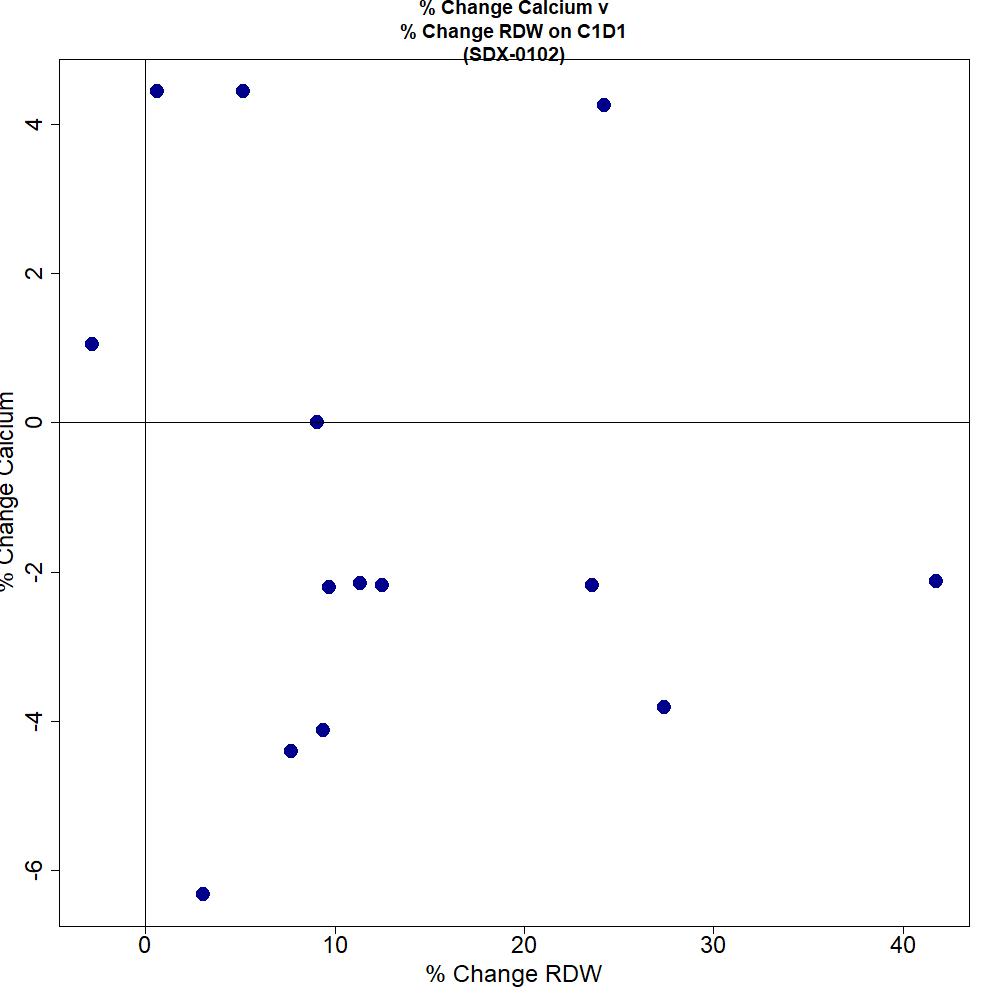 % Change Calcium v
% Change RDW on C1D1
(SDX-0102)
4
2
0
-2
-4
-6
% Change Calcium
0 10 20 30 40
% Change RDW